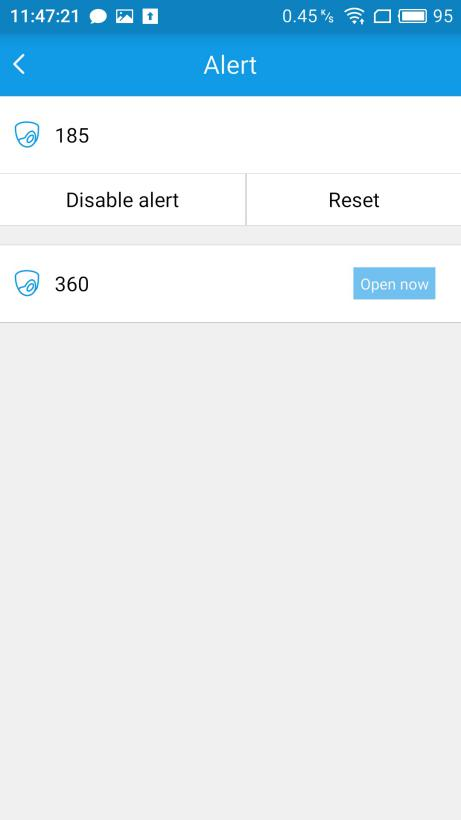 11:47:21 0.45 K/s 95
Alert
185
Disable alert Reset
360 Open now